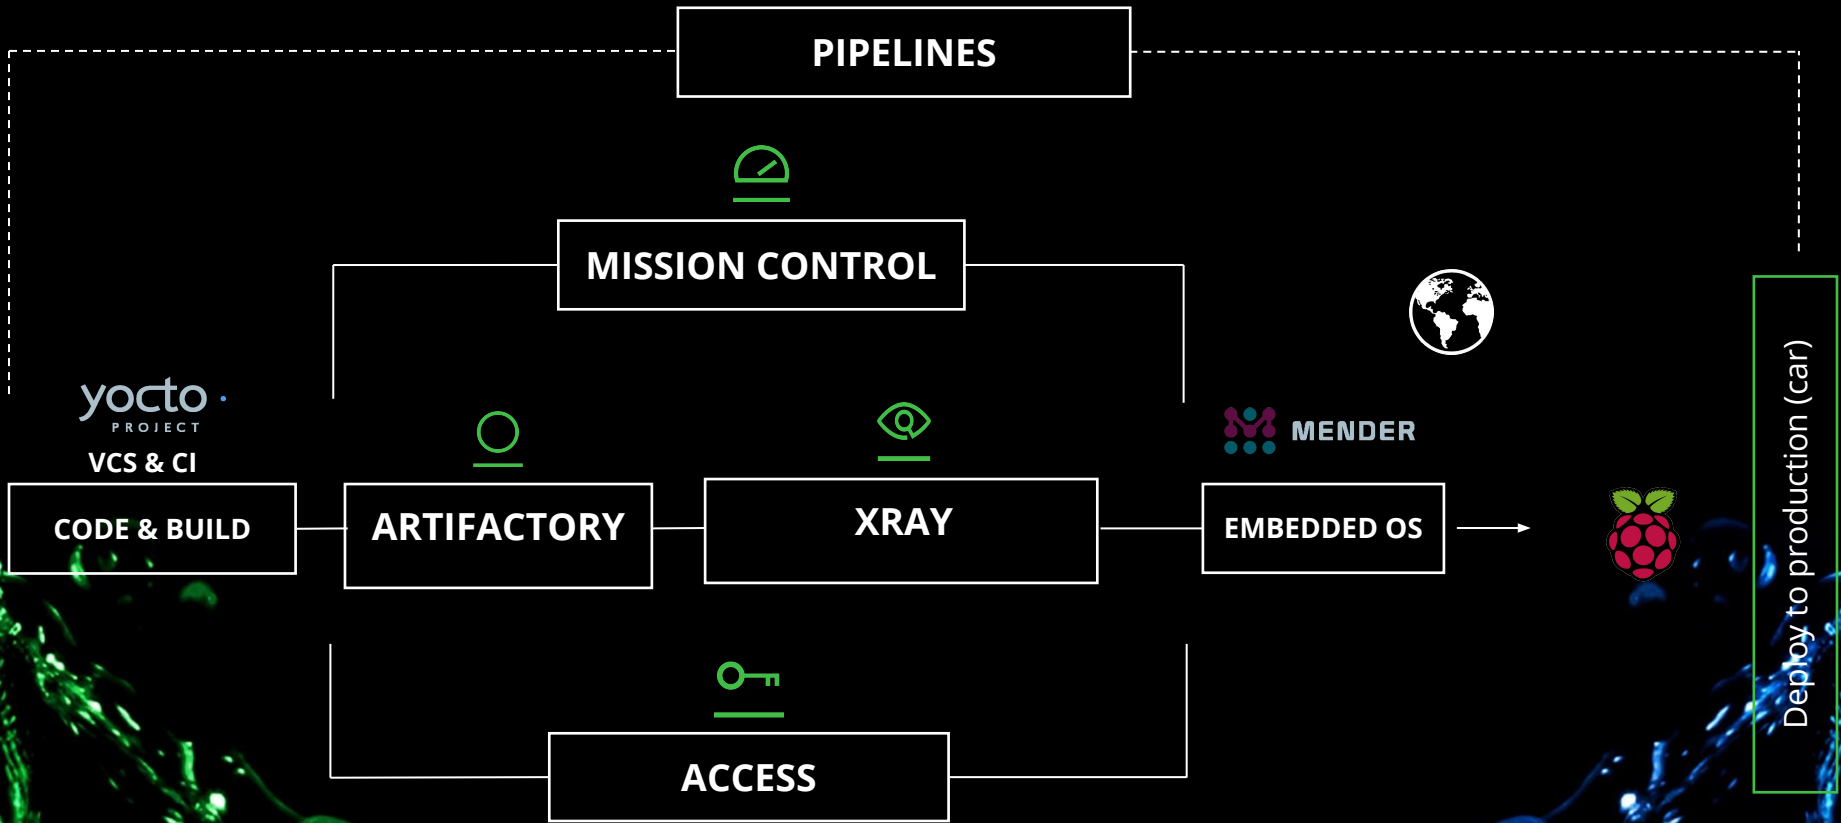 PIPELINES
MISSION CONTROL
yocto
PROJECT
VCS & CI
CODE & BUILD
ARTIFACTORY
XRAY
MENDER
EMBEDDED OS
Deploy to production (car)
ACCESS